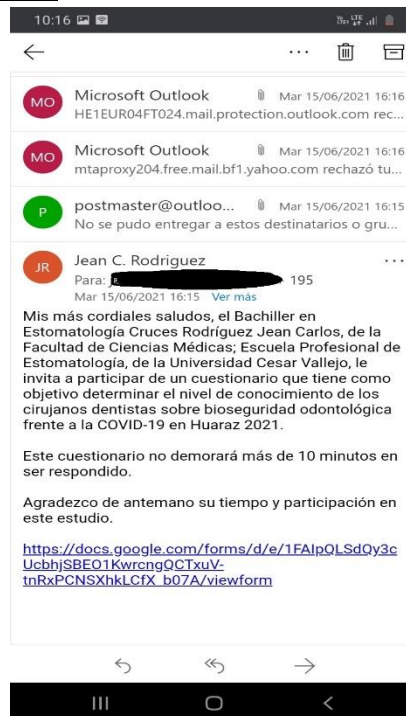 10:16
MO
Microsoft Outlook
Mar 15/06/2021 16:16
HE1EUR04FT024.mail.protection.outlook.com rec...
MO
Microsoft Outlook
Mar 15/06/2021 16:16
mtaproxy204.free.mail.bf1.yahoo.com rechazó tu...
P
postmaster@outloo...
Mar 15/06/2021 16:15
No se pudo entregar a estos destinatarios o gru...
JR
Jean C. Rodriguez
Para: 195
Mar 15/06/2021 16:15 Ver más
Mis más cordiales saludos, el Bachiller en
Estomatología Cruces Rodríguez Jean Carlos, de la
Facultad de Ciencias Médicas; Escuela Profesional de
Estomatología, de la Universidad Cesar Vallejo, le
invita a participar de un cuestionario que tiene como
objetivo determinar el nivel de conocimiento de los
cirujanos dentistas sobre bioseguridad odontológica
frente a la COVID-19 en Huaraz 2021.
Este cuestionario no demorará más de 10 minutos en
ser respondido.
Agradezco de antemano su tiempo y participación en
este estudio.
https://docs.google.com/forms/d/e/1FAIpQLSdQy3c
UcbhjSBEO1KwrcngQCTxuV-
tnRxPCNSXhkLCfX_b07A/viewform